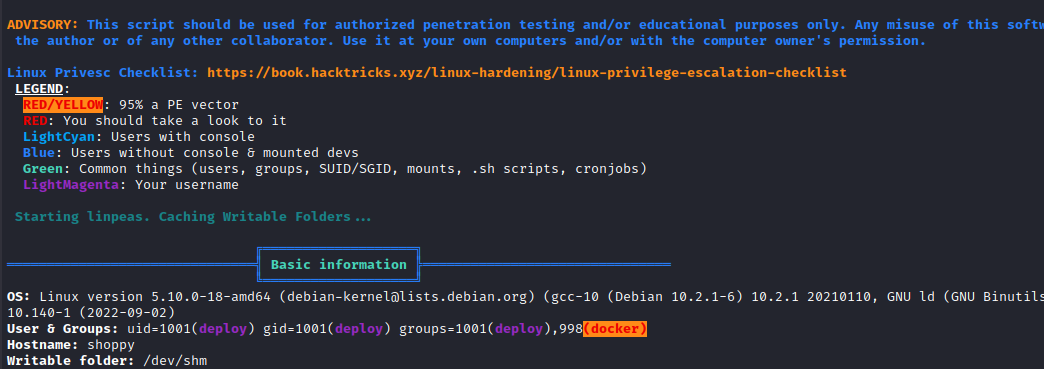 ADVISORY: This script should be used for authorized penetration testing and/or educational purposes only. Any misuse of this softw
the author or of any other collaborator. Use it at your own computers and/or with the computer owner's permission.
Linux Privesc Checklist: https://book.hacktricks.xyz/linux-hardening/linux-privilege-escalation-checklist
LEGEND:
RED/YELLOW: 95% a PE vector
RED: You should take a look to it
LightCyan: Users with console
Blue: Users without console & mounted devs
Green: Common things (users, groups, SUID/SGID, mounts, .sh scripts, cronjobs)
LightMagenta: Your username
Starting linpeas. Caching Writable Folders...
Basic information
OS: Linux version 5.10.0-18-amd64 (debian-kernel@lists.debian.org) (gcc-10 (Debian 10.2.1-6) 10.2.1 20210110, GNU ld (GNU Binutils
10.140-1 (2022-09-02)
User & Groups: uid=1001(deploy) gid=1001(deploy) groups=1001(deploy),998(docker)
Hostname: shoppy
Writable folder: /dev/shm